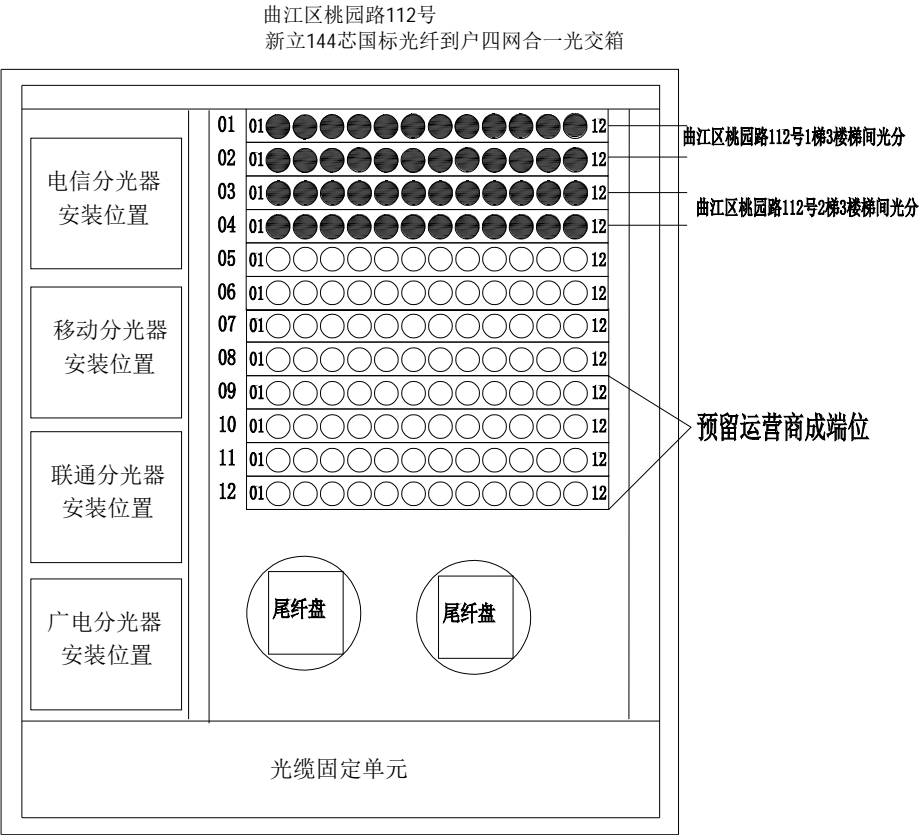 曲江区桃园路112号
新立144芯国标光纤到户四网合一光交箱
电信分光器
安装位置
移动分光器
安装位置
联通分光器
安装位置
广电分光器
安装位置
01 01 12
02 01 12
03 01 12
04 01 12
05 01 12
06 01 12
07 01 12
08 01 12
09 01 12
10 01 12
11 01 12
12 01 12
曲江区桃园路112号1梯3楼梯间光分
曲江区桃园路112号2梯3楼梯间光分
预留运营商成端位
尾纤盘
尾纤盘
光缆固定单元